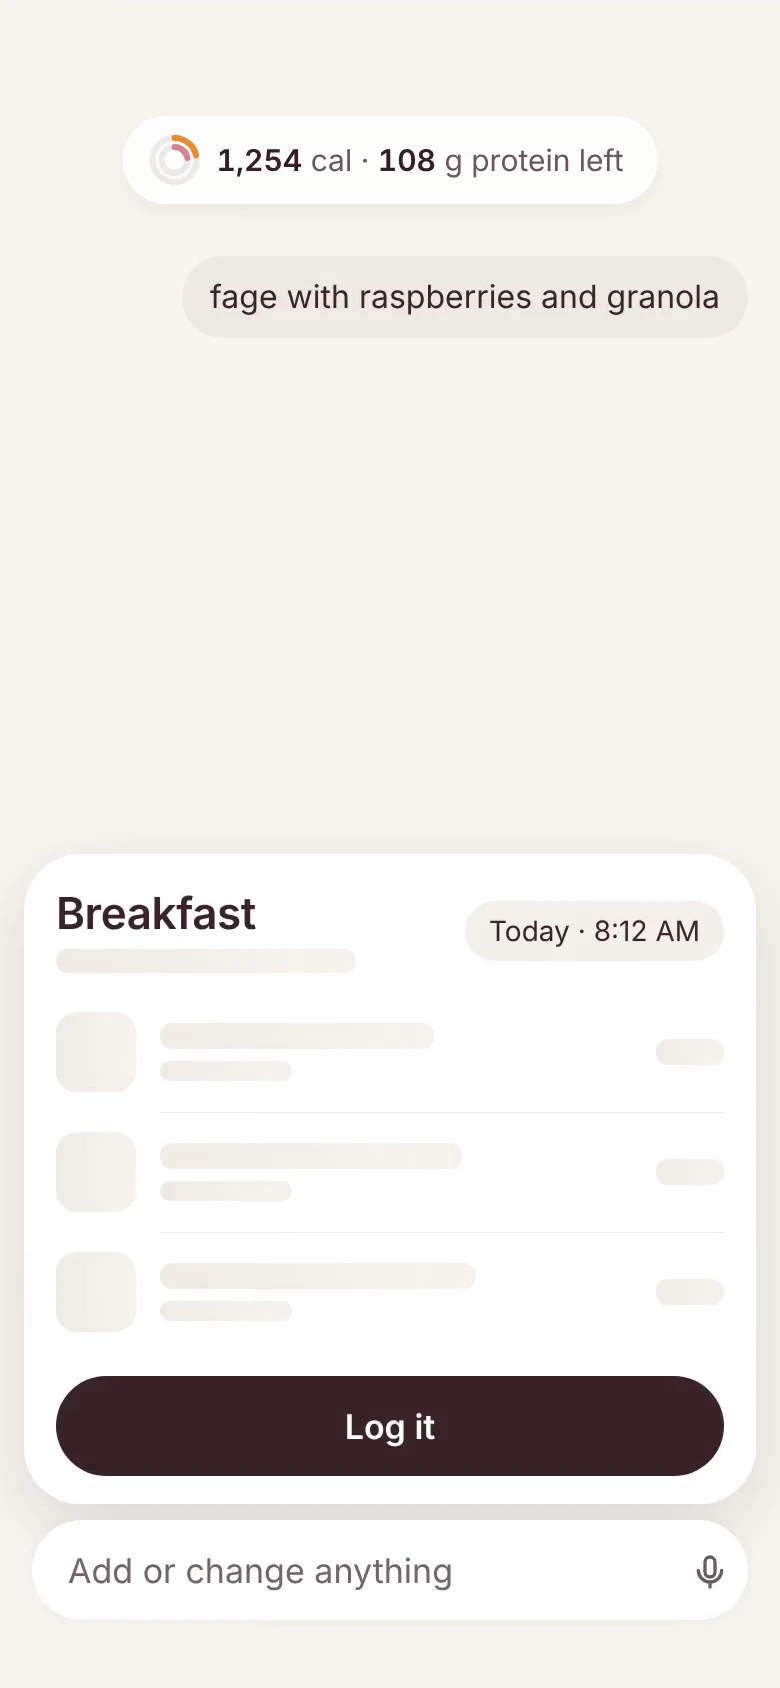 1,254 cal · 108 g protein left
fage with raspberries and granola
Breakfast
Today · 8:12 AM
Log it
Add or change anything